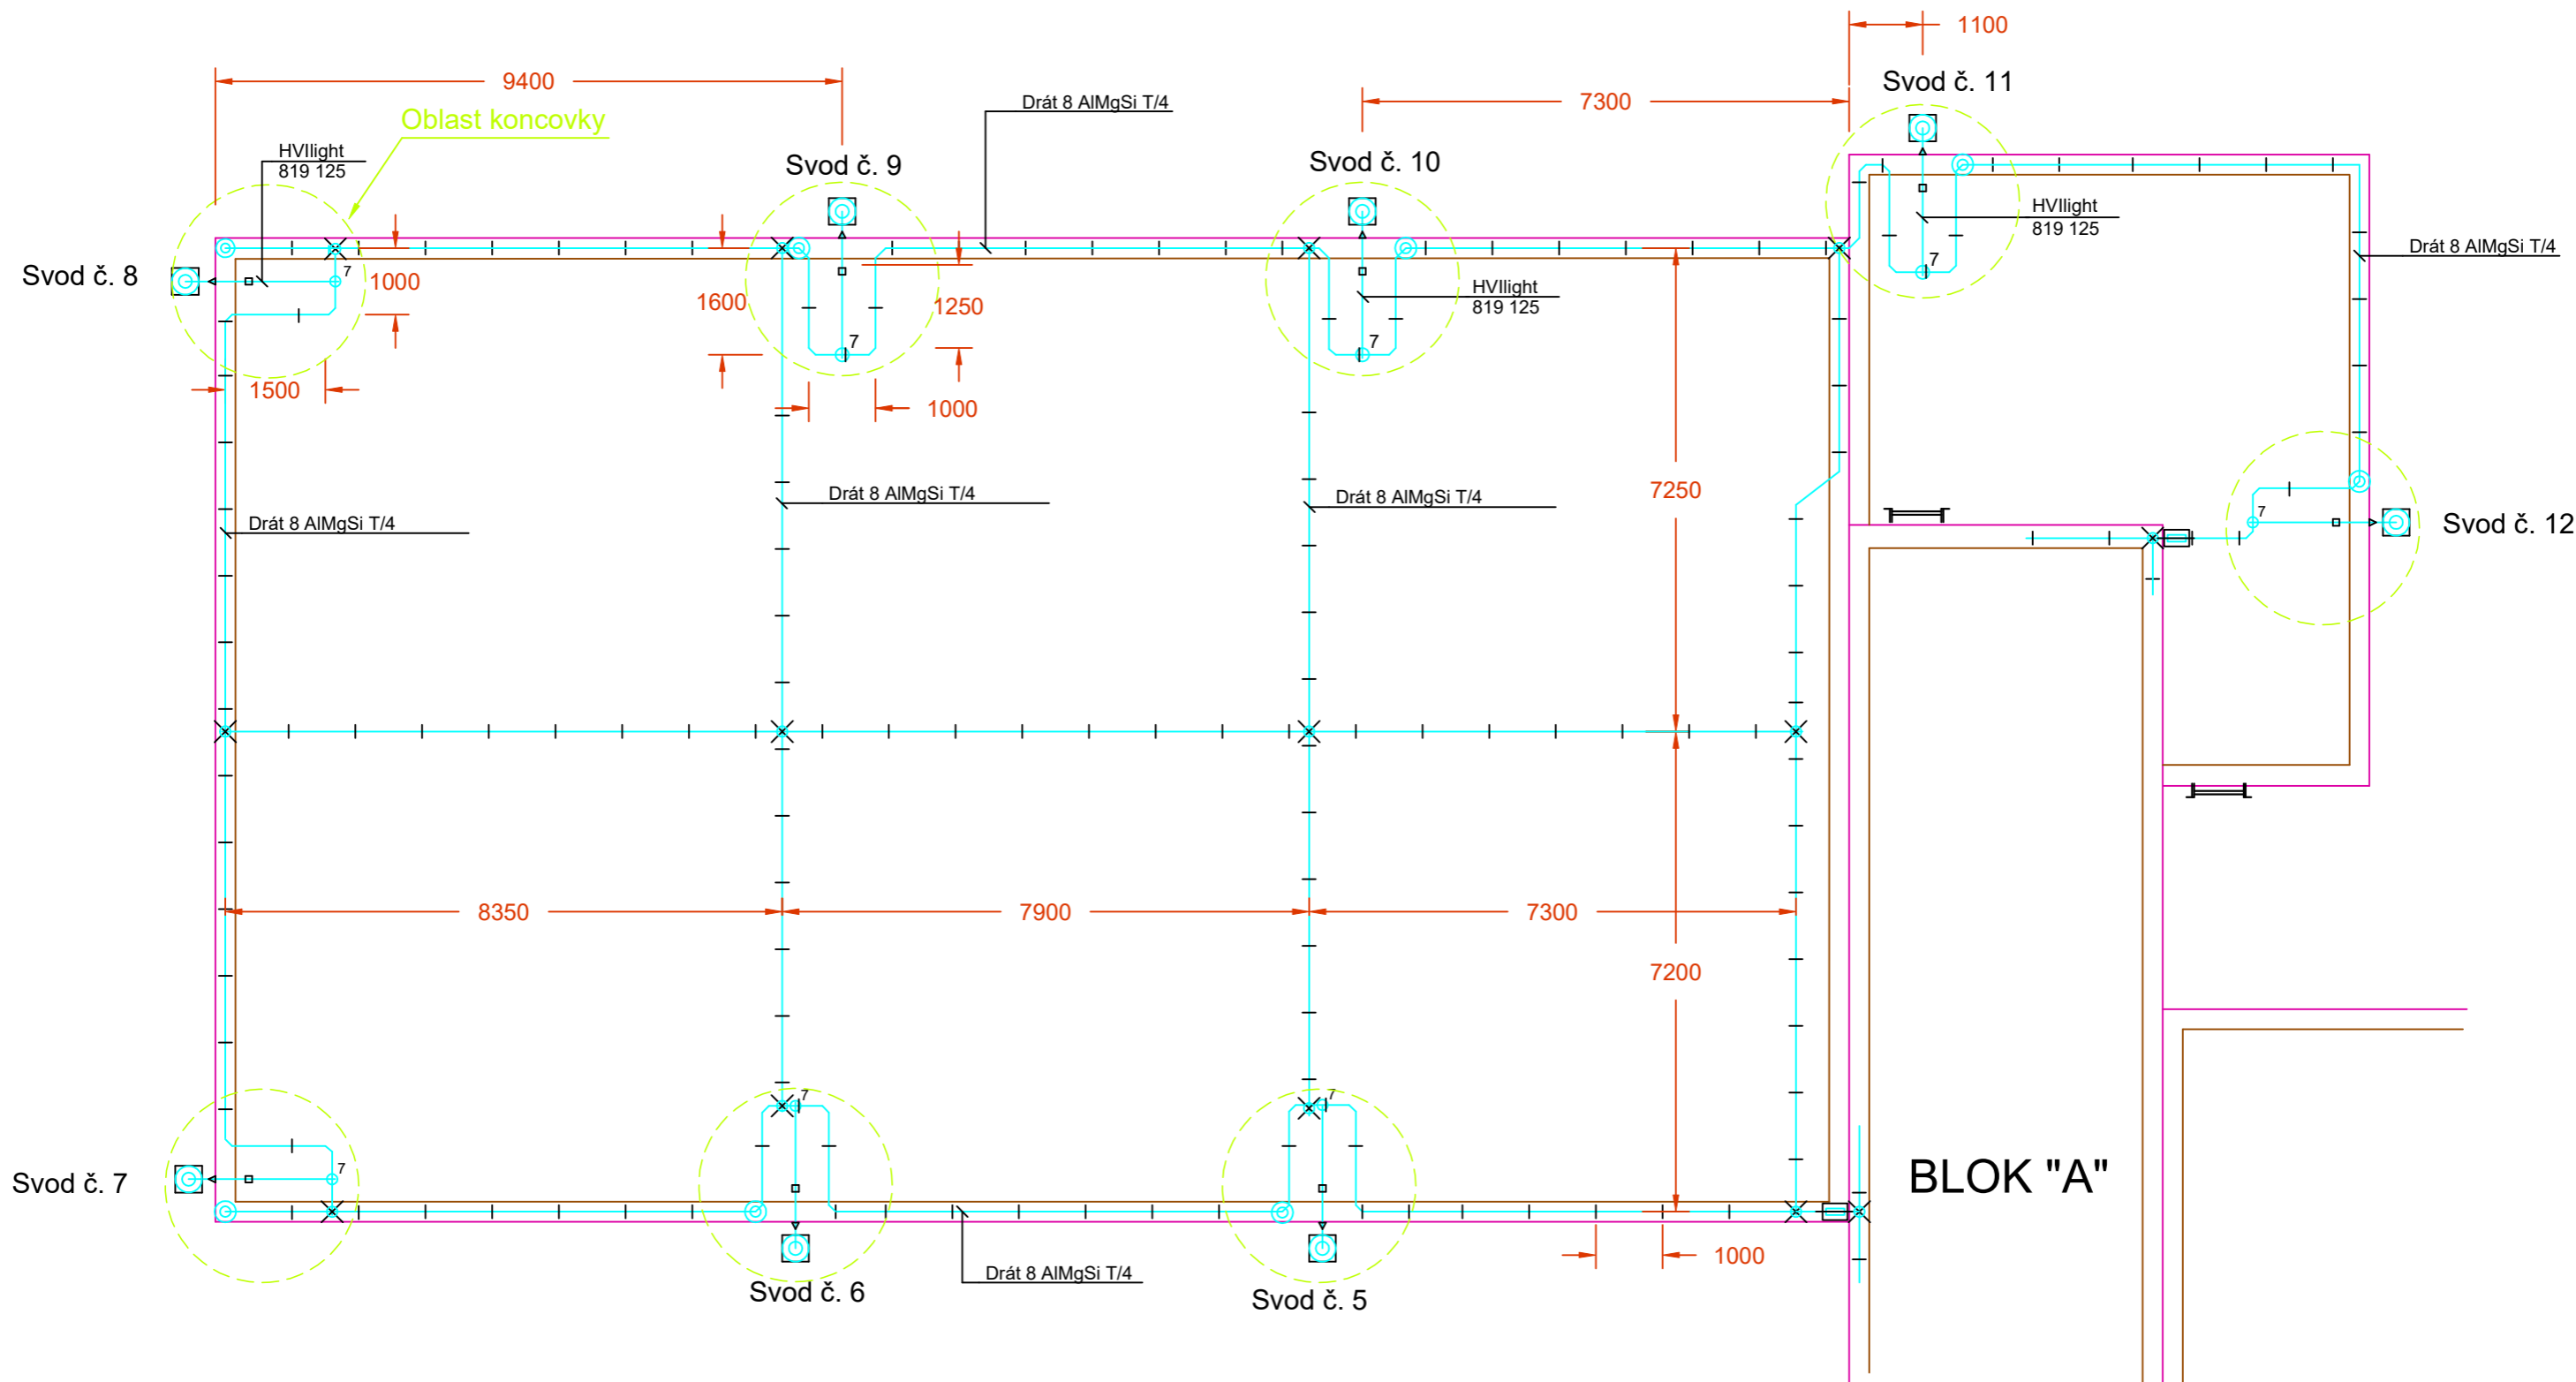 1100
9400
Svod č. 11
Drát 8 AlMgSi T/4
7300
Oblast koncovky
HVIlight
819 125
Svod č. 9
Svod č. 10
HVIlight
819 125
Drát 8 AlMgSi T/4
Svod č. 8
7
1000
1600
1250
HVIlight
819 125
7
7
7
1500
1000
7250
Drát 8 AlMgSi T/4
Drát 8 AlMgSi T/4
Drát 8 AlMgSi T/4
7
Svod č. 12
8350
7900
7300
7200
7
7
7
Svod č. 7
BLOK "A"
1000
Drát 8 AlMgSi T/4
Svod č. 6
Svod č. 5